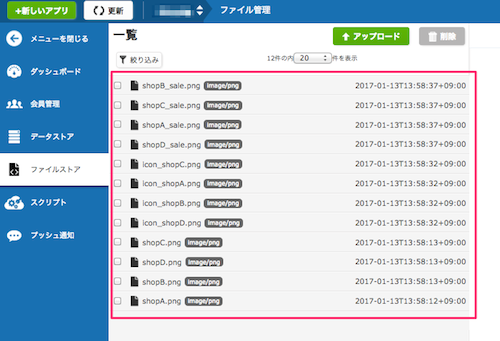 +新しいアプリ
更新
ファイル管理
メニューを閉じる
ダッシュボード
会員管理
データストア
ファイルストア
スクリプト
プッシュ通知
一覧
アップロード
削除
絞り込み
12件の内 20 件を表示
shopB_sale.png image/png 2017-01-13T13:58:37+09:00
shopC_sale.png image/png 2017-01-13T13:58:37+09:00
shopA_sale.png image/png 2017-01-13T13:58:37+09:00
shopD_sale.png image/png 2017-01-13T13:58:37+09:00
icon_shopC.png image/png 2017-01-13T13:58:32+09:00
icon_shopA.png image/png 2017-01-13T13:58:32+09:00
icon_shopB.png image/png 2017-01-13T13:58:32+09:00
icon_shopD.png image/png 2017-01-13T13:58:32+09:00
shopC.png image/png 2017-01-13T13:58:13+09:00
shopD.png image/png 2017-01-13T13:58:13+09:00
shopB.png image/png 2017-01-13T13:58:13+09:00
shopA.png image/png 2017-01-13T13:58:12+09:00